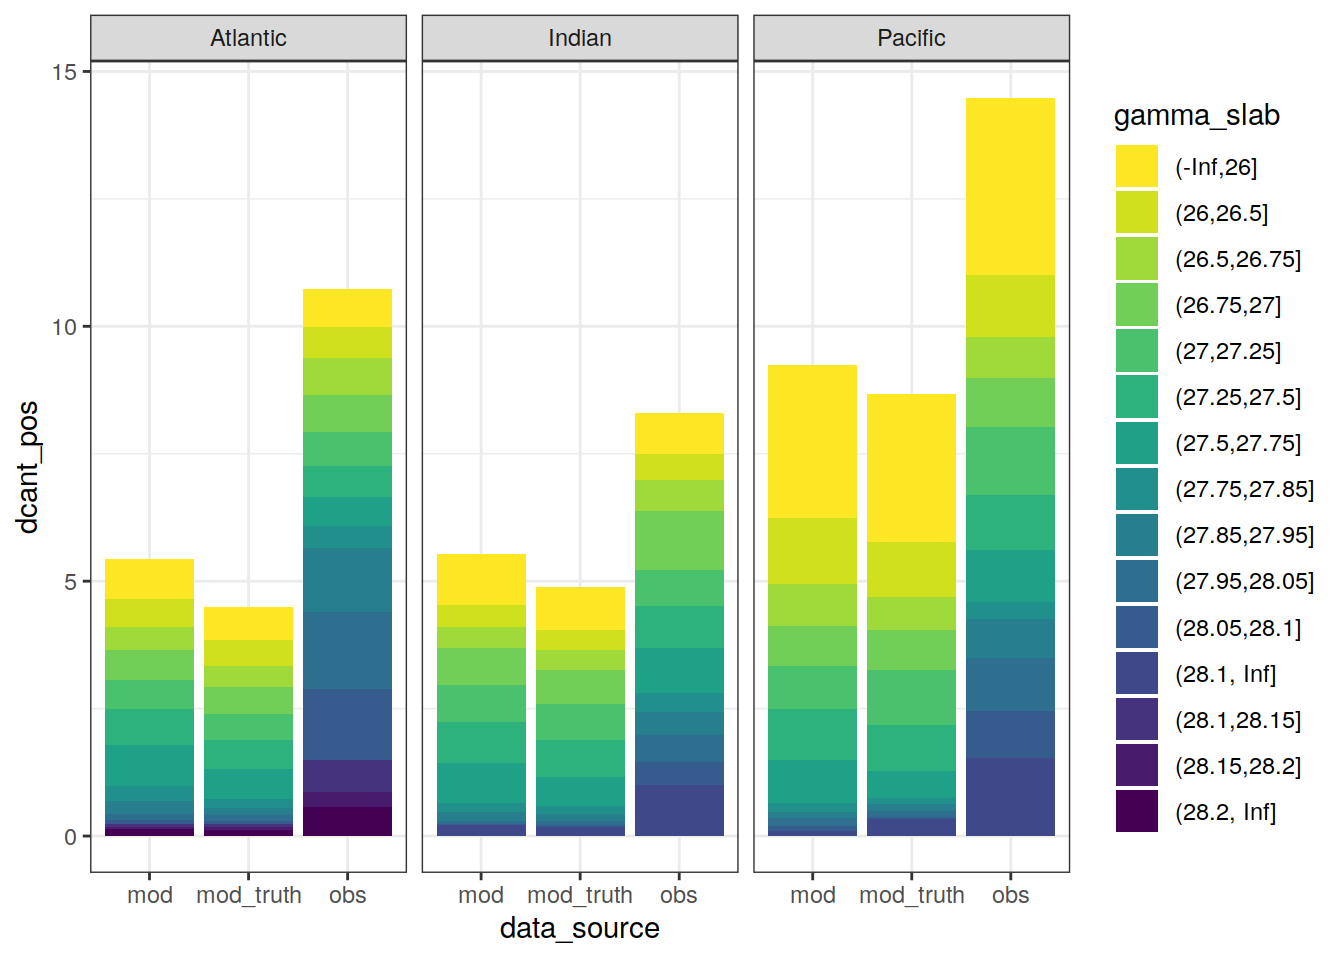 Atlantic
Indian
Pacific
15
10
5
0
dcant_pos
mod
mod_truth
obs
mod
mod_truth
obs
mod
mod_truth
obs
data_source
gamma_slab
(-Inf,26]
(26,26.5]
(26.5,26.75]
(26.75,27]
(27,27.25]
(27.25,27.5]
(27.5,27.75]
(27.75,27.85]
(27.85,27.95]
(27.95,28.05]
(28.05,28.1]
(28.1, Inf]
(28.1,28.15]
(28.15,28.2]
(28.2, Inf]